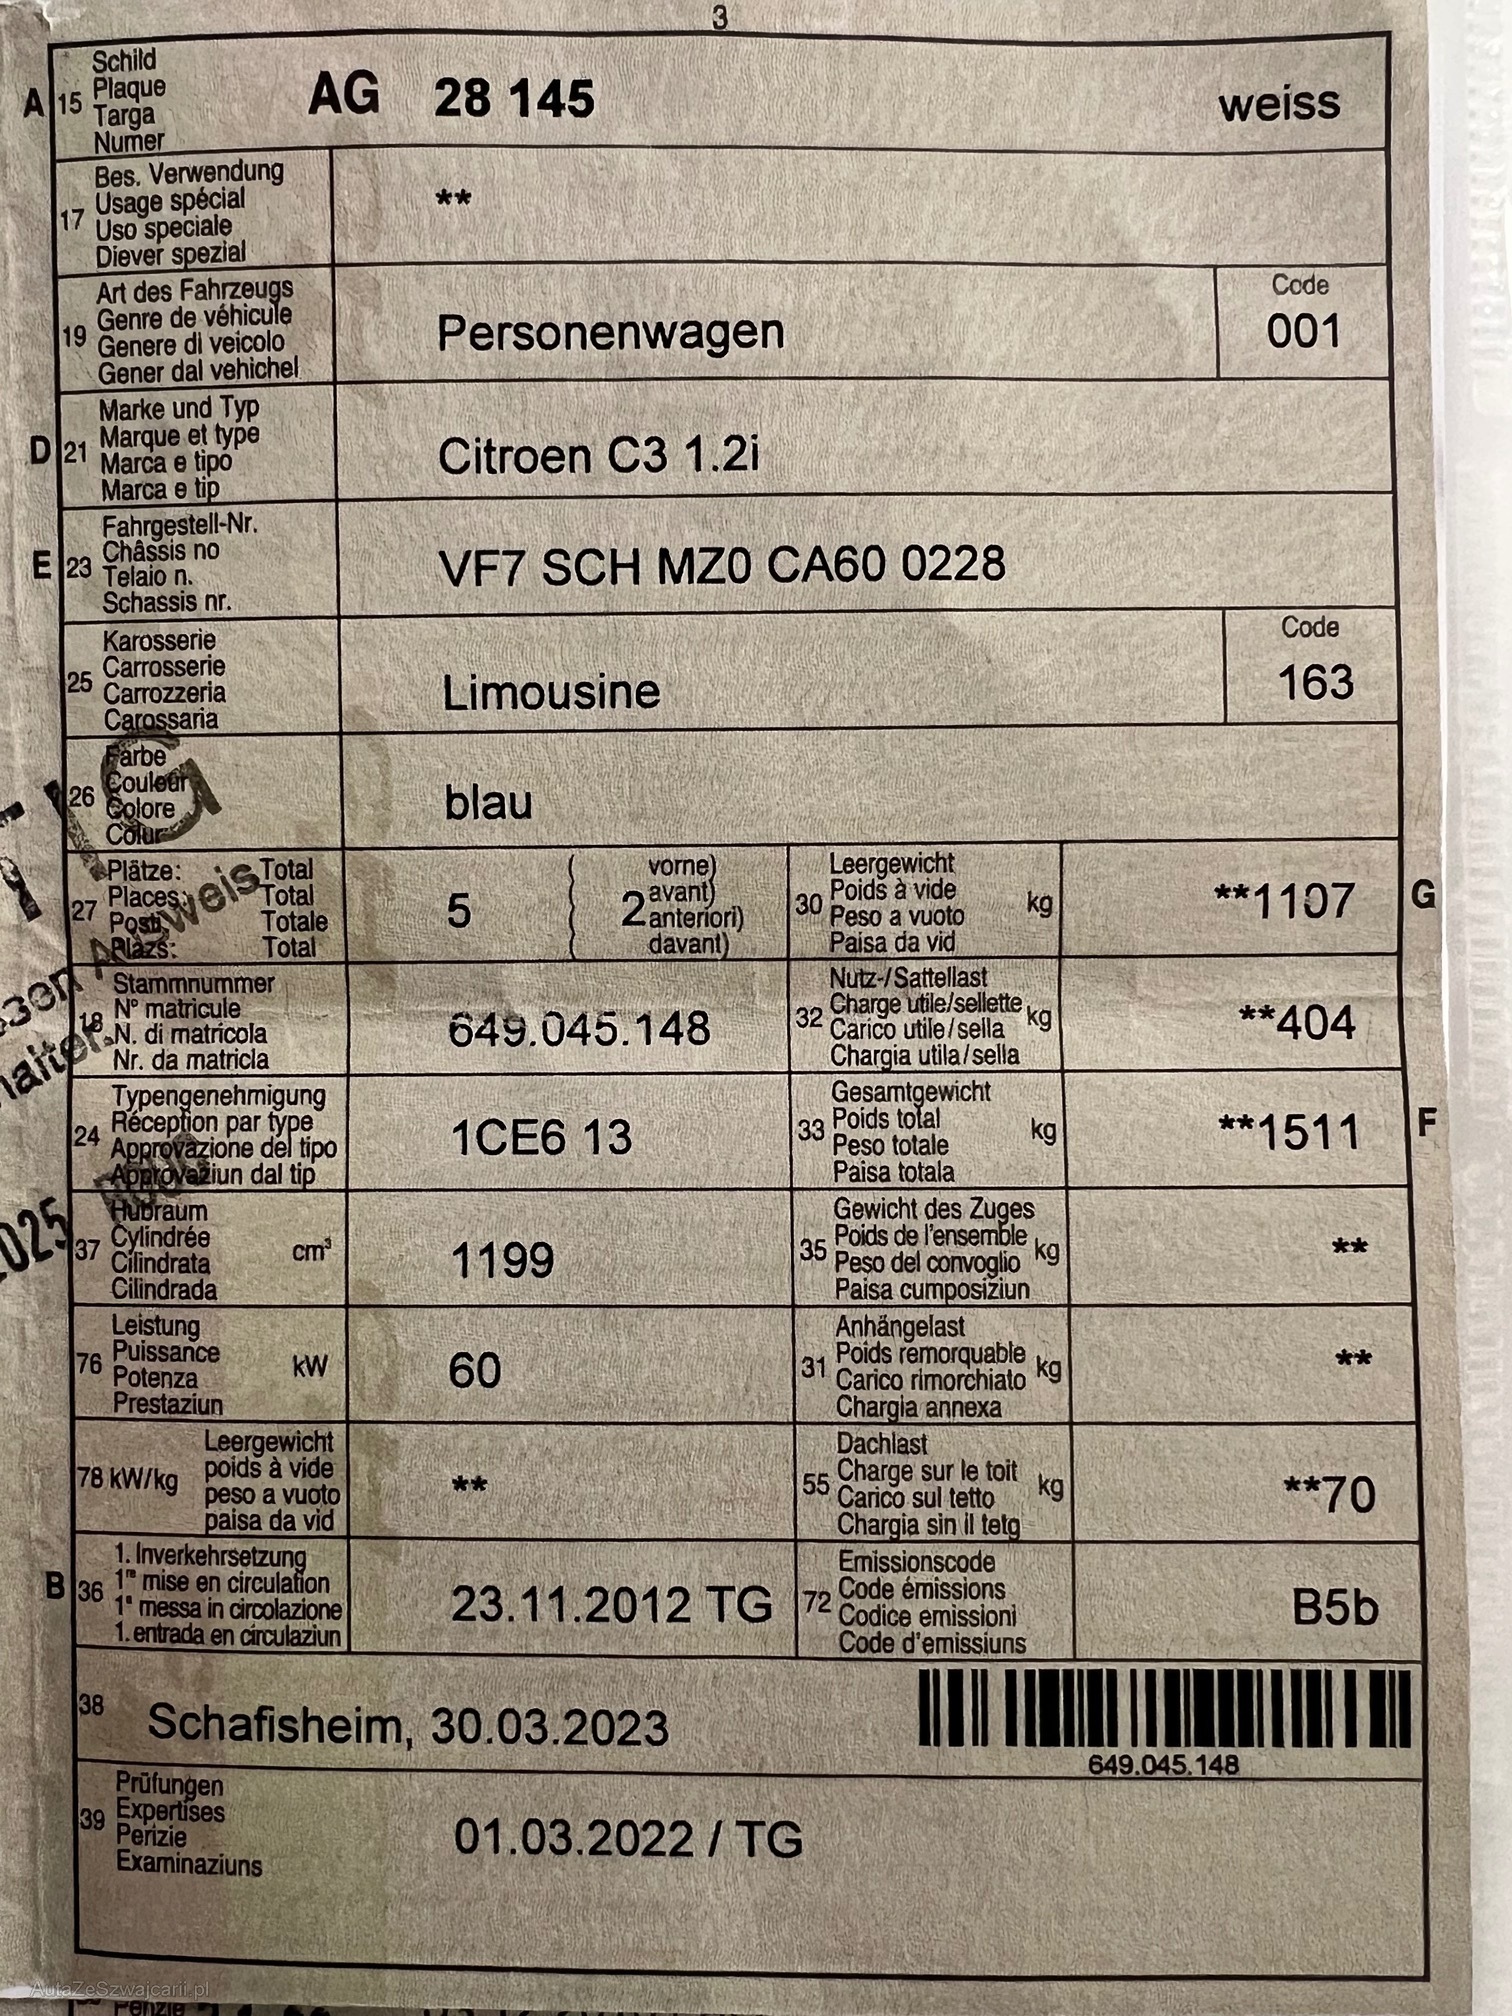 3
A 15 Schild
Plaque
Targa
Numer
AG 28 145 weiss
17 Bes. Verwendung
Usage spécial
Uso speciale
Diever spezial
**
19 Art des Fahrzeugs
Genre de véhicule
Genere di veicolo
Gener dal vehichel
Personenwagen
Code
001
D 21 Marke und Typ
Marque et type
Marca e tipo
Marca e tip
Citroen C3 1.2i
E 23 Fahrgestell-Nr.
Châssis no
Telaio n.
Schassis nr.
VF7 SCH MZ0 CA60 0228
25 Karosserie
Carrosserie
Carrozzeria
Carossaria
Limousine
Code
163
26 Farbe
Couleur
Colore
Colur
blau
27 Plätze: Total
Places: Total
Posti: Totale
Plazs: Total
5
2
vorne)
avant)
anteriori)
davant)
30 Leergewicht
Poids à vide
Peso a vuoto
Paisa da vid
kg
**1107 G
18 Stammnummer
N° matricule
N. di matricola
Nr. da matricla
649.045.148
32 Nutz-/Sattellast
Charge utile/sellette
Carico utile/sella
Chargia utila/sella
kg
**404
24 Typengenehmigung
Réception par type
Approvazione del tipo
Approvaziun dal tip
1CE6 13
33 Gesamtgewicht
Poids total
Peso totale
Paisa totala
kg
**1511 F
37 Hubraum
Cylindrée
Cilindrata
Cilindrada
cm³
1199
35 Gewicht des Zuges
Poids de l'ensemble
Peso del convoglio
Paisa cumposiziun
kg
**
76 Leistung
Puissance
Potenza
Prestaziun
kW
60
31 Anhängelast
Poids remorquable
Carico rimorchiato
Chargia annexa
kg
**
78 kW/kg
Leergewicht
poids à vide
peso a vuoto
paisa da vid
**
55 Dachlast
Charge sur le toit
Carico sul tetto
Chargia sin il tetg
kg
**70
B 36 1. Inverkehrsetzung
1re mise en circulation
1a messa in circolazione
1. entrada en circulaziun
23.11.2012 TG
72 Emissionscode
Code émissions
Codice emissioni
Code d'emissiuns
B5b
38 Schafisheim, 30.03.2023
649.045.148
39 Prüfungen
Expertises
Perizie
Examinaziuns
01.03.2022 / TG
AutaZeSzwajcarii.pl